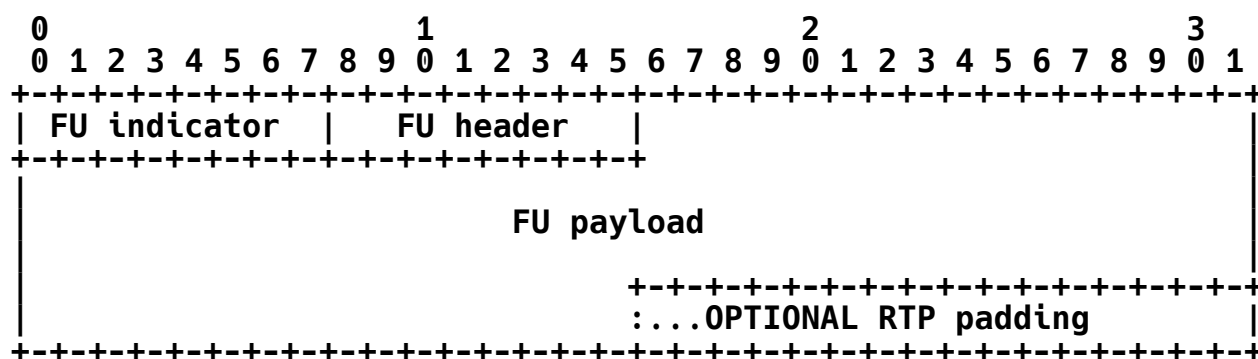 0                   1                   2                   3
 0 1 2 3 4 5 6 7 8 9 0 1 2 3 4 5 6 7 8 9 0 1 2 3 4 5 6 7 8 9 0 1
+-+-+-+-+-+-+-+-+-+-+-+-+-+-+-+-+-+-+-+-+-+-+-+-+-+-+-+-+-+-+-+-+
| FU indicator  |   FU header   |                               |
+-+-+-+-+-+-+-+-+-+-+-+-+-+-+-+-+                               |
|                                                               |
|                         FU payload                            |
|                                                               |
|                               +-+-+-+-+-+-+-+-+-+-+-+-+-+-+-+-+
|                               :...OPTIONAL RTP padding        |
+-+-+-+-+-+-+-+-+-+-+-+-+-+-+-+-+-+-+-+-+-+-+-+-+-+-+-+-+-+-+-+-+